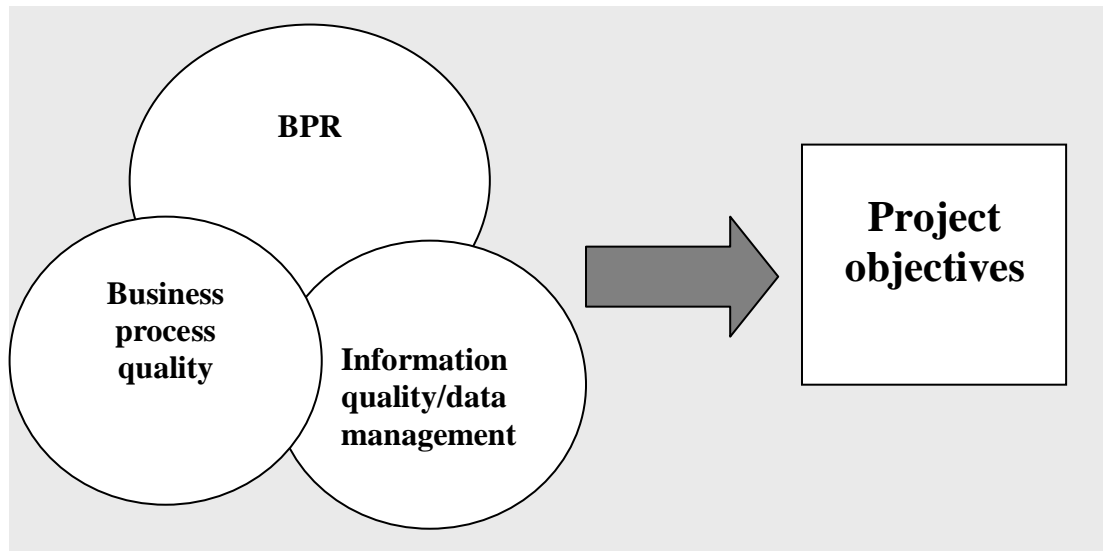 BPR
Business
process
quality
Information
quality/data
management
Project
objectives